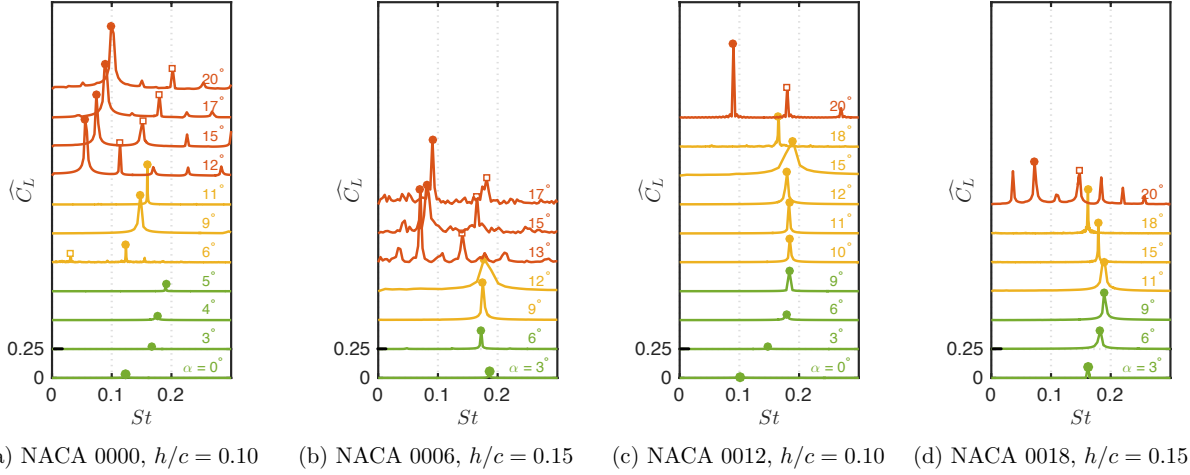 20°
17°
15°
12°
11°
9°
6°
5°
4°
3°
α = 0°
0.25
0
0 0.1 0.2
St
C_L
17°
15°
13°
12°
9°
6°
α = 3°
0.25
0
0 0.1 0.2
St
C_L
20°
18°
15°
12°
11°
10°
9°
6°
3°
α = 0°
0.25
0
0 0.1 0.2
St
C_L
20°
18°
15°
11°
9°
6°
α = 3°
0.25
0
0 0.1 0.2
St
C_L
) NACA 0000, h/c = 0.10
(b) NACA 0006, h/c = 0.15
(c) NACA 0012, h/c = 0.10
(d) NACA 0018, h/c = 0.15